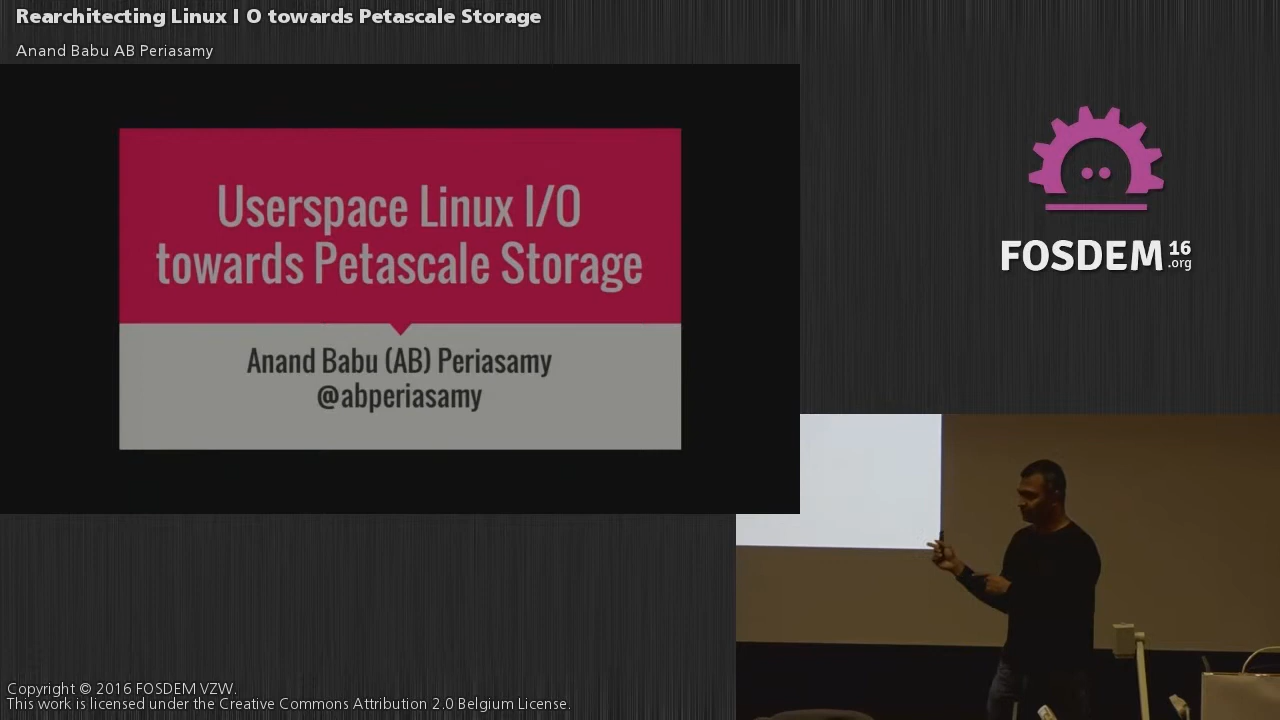 Rearchitecting Linux I O towards Petascale Storage
Anand Babu AB Periasamy
Userspace Linux I/O
towards Petascale Storage
Anand Babu (AB) Periasamy
@abperiasamy
FOSDEM 16
.org
Copyright © 2016 FOSDEM VZW.
This work is licensed under the Creative Commons Attribution 2.0 Belgium License.